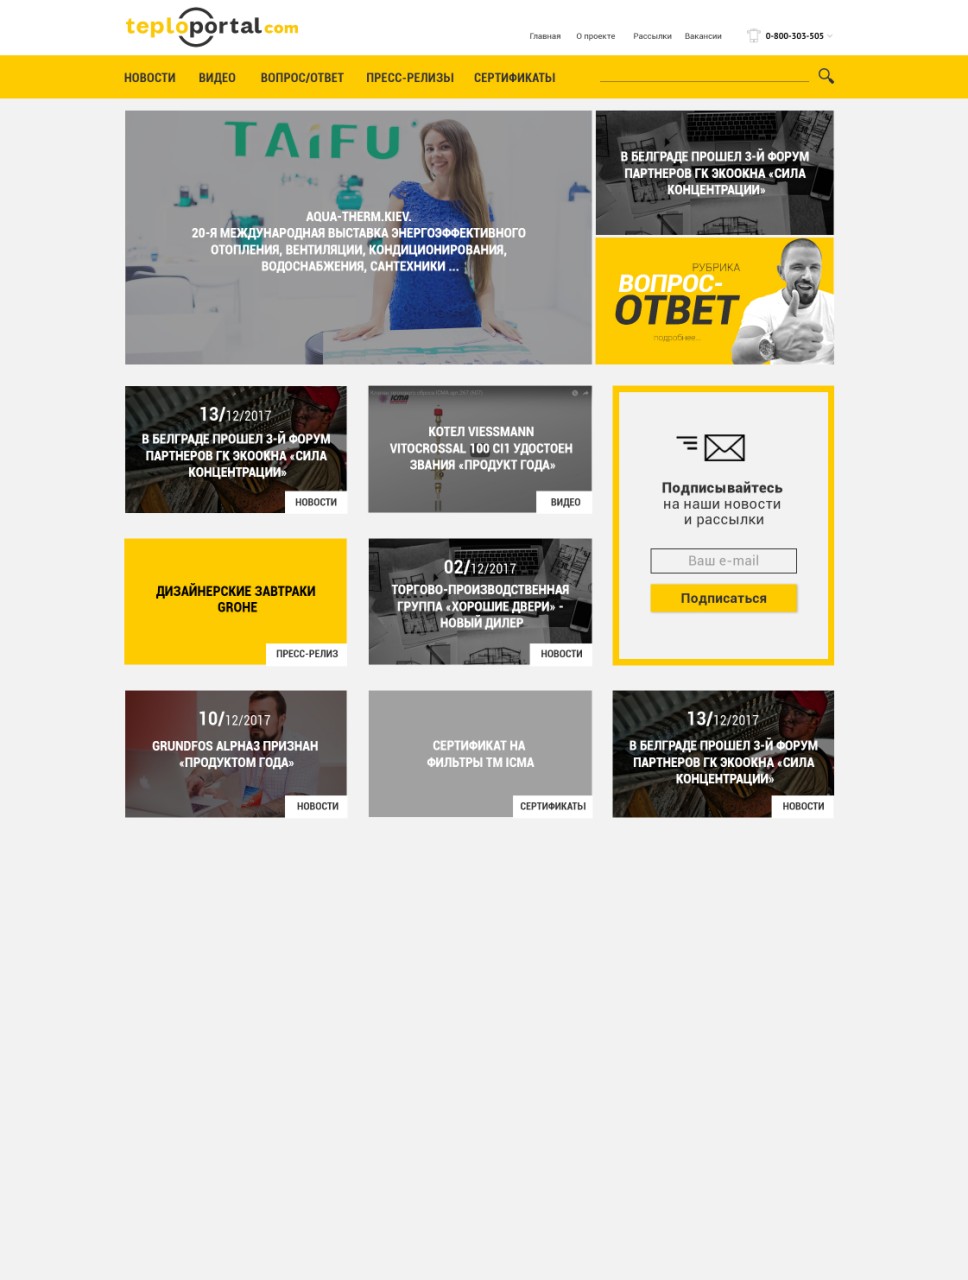 teploportal.com
Главная О проекте Рассылки Вакансии 0-800-303-505
НОВОСТИ ВИДЕО ВОПРОС/ОТВЕТ ПРЕСС-РЕЛИЗЫ СЕРТИФИКАТЫ
TAIFU
AQUA-THERM.KIEV.
20-Я МЕЖДУНАРОДНАЯ ВЫСТАВКА ЭНЕРГОЭФФЕКТИВНОГО
ОТОПЛЕНИЯ, ВЕНТИЛЯЦИИ, КОНДИЦИОНИРОВАНИЯ,
ВОДОСНАБЖЕНИЯ, САНТЕХНИКИ ...
В БЕЛГРАДЕ ПРОШЕЛ 3-Й ФОРУМ
ПАРТНЕРОВ ГК ЭКООКНА «СИЛА
КОНЦЕНТРАЦИИ»
РУБРИКА
ВОПРОС-
ОТВЕТ
подробнее...
13/12/2017
В БЕЛГРАДЕ ПРОШЕЛ 3-Й ФОРУМ
ПАРТНЕРОВ ГК ЭКООКНА «СИЛА
КОНЦЕНТРАЦИИ»
НОВОСТИ
КОТЕЛ VIESSMANN
VITOCROSSAL 100 CI1 УДОСТОЕН
ЗВАНИЯ «ПРОДУКТ ГОДА»
ВИДЕО
Подписывайтесь
на наши новости
и рассылки
Ваш e-mail
Подписаться
ДИЗАЙНЕРСКИЕ ЗАВТРАКИ
GROHE
ПРЕСС-РЕЛИЗ
02/12/2017
ТОРГОВО-ПРОИЗВОДСТВЕННАЯ
ГРУППА «ХОРОШИЕ ДВЕРИ» -
НОВЫЙ ДИЛЕР
НОВОСТИ
10/12/2017
GRUNDFOS ALPHA3 ПРИЗНАН
«ПРОДУКТОМ ГОДА»
НОВОСТИ
СЕРТИФИКАТ НА
ФИЛЬТРЫ ТМ ICMA
СЕРТИФИКАТЫ
13/12/2017
В БЕЛГРАДЕ ПРОШЕЛ 3-Й ФОРУМ
ПАРТНЕРОВ ГК ЭКООКНА «СИЛА
КОНЦЕНТРАЦИИ»
НОВОСТИ